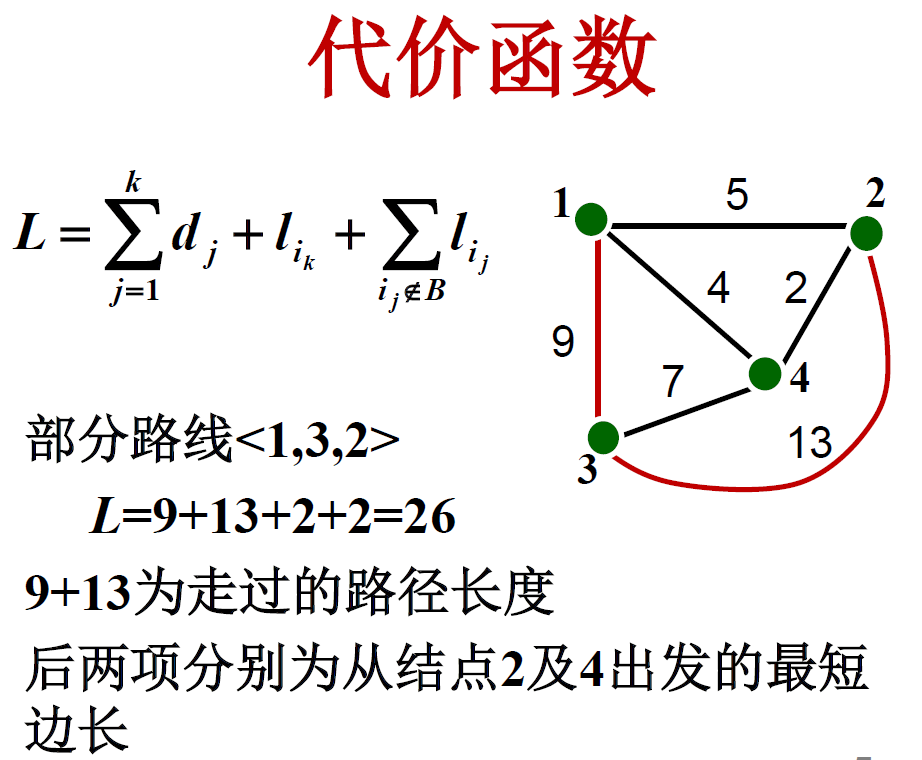 代价函数
L = \sum_{j=1}^{k} d_j + l_{i_k} + \sum_{i_j \notin B} l_{i_j}
1
5
2
4
2
9
7
4
13
3
部分路线<1,3,2>
L=9+13+2+2=26
9+13为走过的路径长度
后两项分别为从结点2及4出发的最短
边长